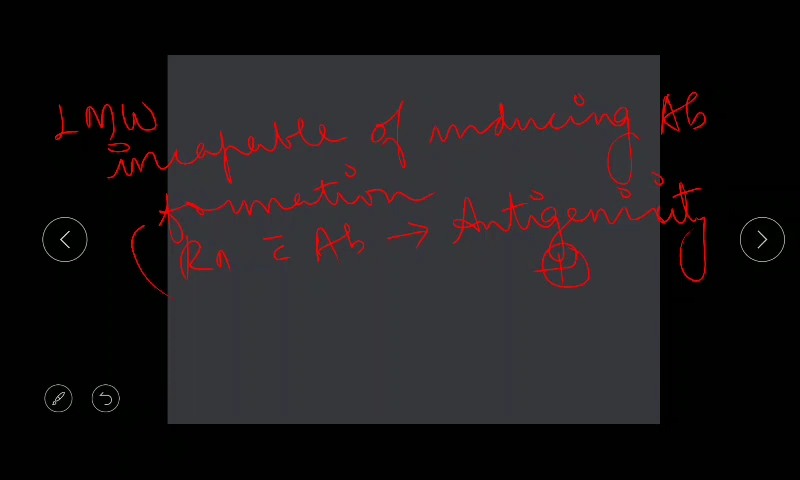 LMW
incapable of inducing Ab
formation
( Rn c̄ Ab → Antigenicity
⊕